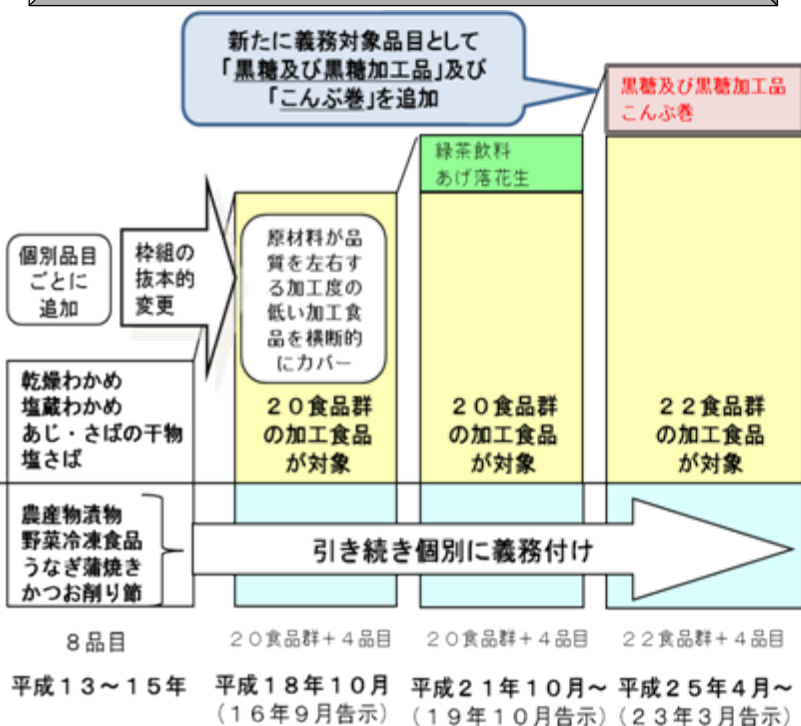 新たに義務対象品目として
「黒糖及び黒糖加工品」及び
「こんぶ巻」を追加
黒糖及び黒糖加工品
こんぶ巻
緑茶飲料
あげ落花生
個別品目
ごとに
追加
枠組の
抜本的
変更
原材料が品
質を左右す
る加工度の
低い加工食
品を横断的
にカバー
乾燥わかめ
塩蔵わかめ
あじ・さばの干物
塩さば
20食品群
の加工食品
が対象
20食品群
の加工食品
が対象
22食品群
の加工食品
が対象
農産物漬物
野菜冷凍食品
うなぎ蒲焼き
かつお削り節
引き続き個別に義務付け
8品目
20食品群+4品目
20食品群+4品目
22食品群+4品目
平成13~15年
平成18年10月
(16年9月告示)
平成21年10月~
(19年10月告示)
平成25年4月~
(23年3月告示)